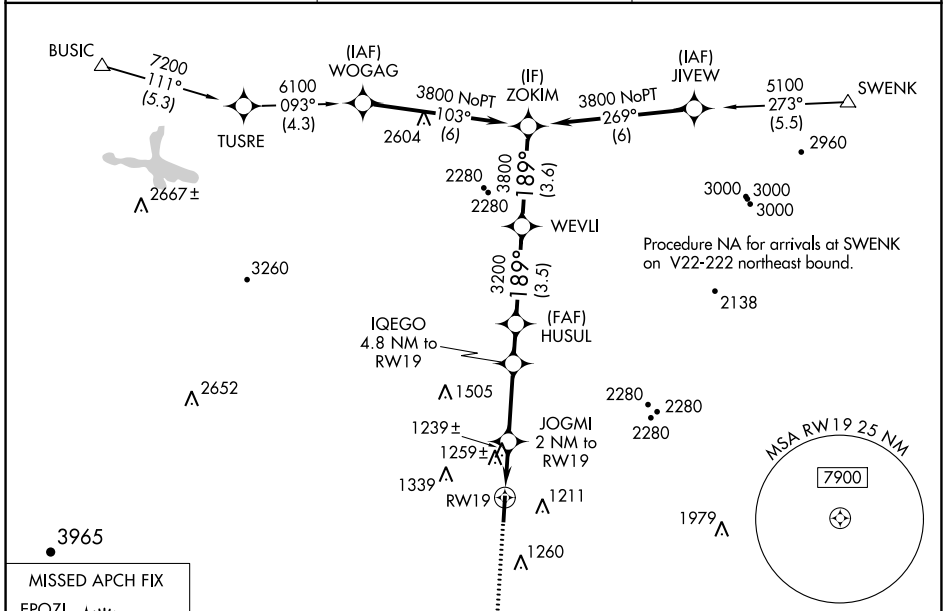 BUSIC
7200
111°
(5.3)
TUSRE
6100
093°
(4.3)
(IAF)
WOGAG
3800 NoPT
103°
(6)
2604
(IF)
ZOKIM
3800 NoPT
269°
(6)
(IAF)
JIVEW
5100
273°
(5.5)
SWENK
2960
2667±
2280
2280
3800
189°
(3.6)
WEVLI
3000
3000
3000
Procedure NA for arrivals at SWENK
on V22-222 northeast bound.
3260
3200
189°
(3.5)
2138
(FAF)
HUSUL
IQEGO
4.8 NM to
RW19
2652
1505
2280
2280
2280
1239±
1259±
JOGMI
2 NM to
RW19
1339
RW19
1211
1979
1260
MSA RW19 25 NM
7900
3965
MISSED APCH FIX